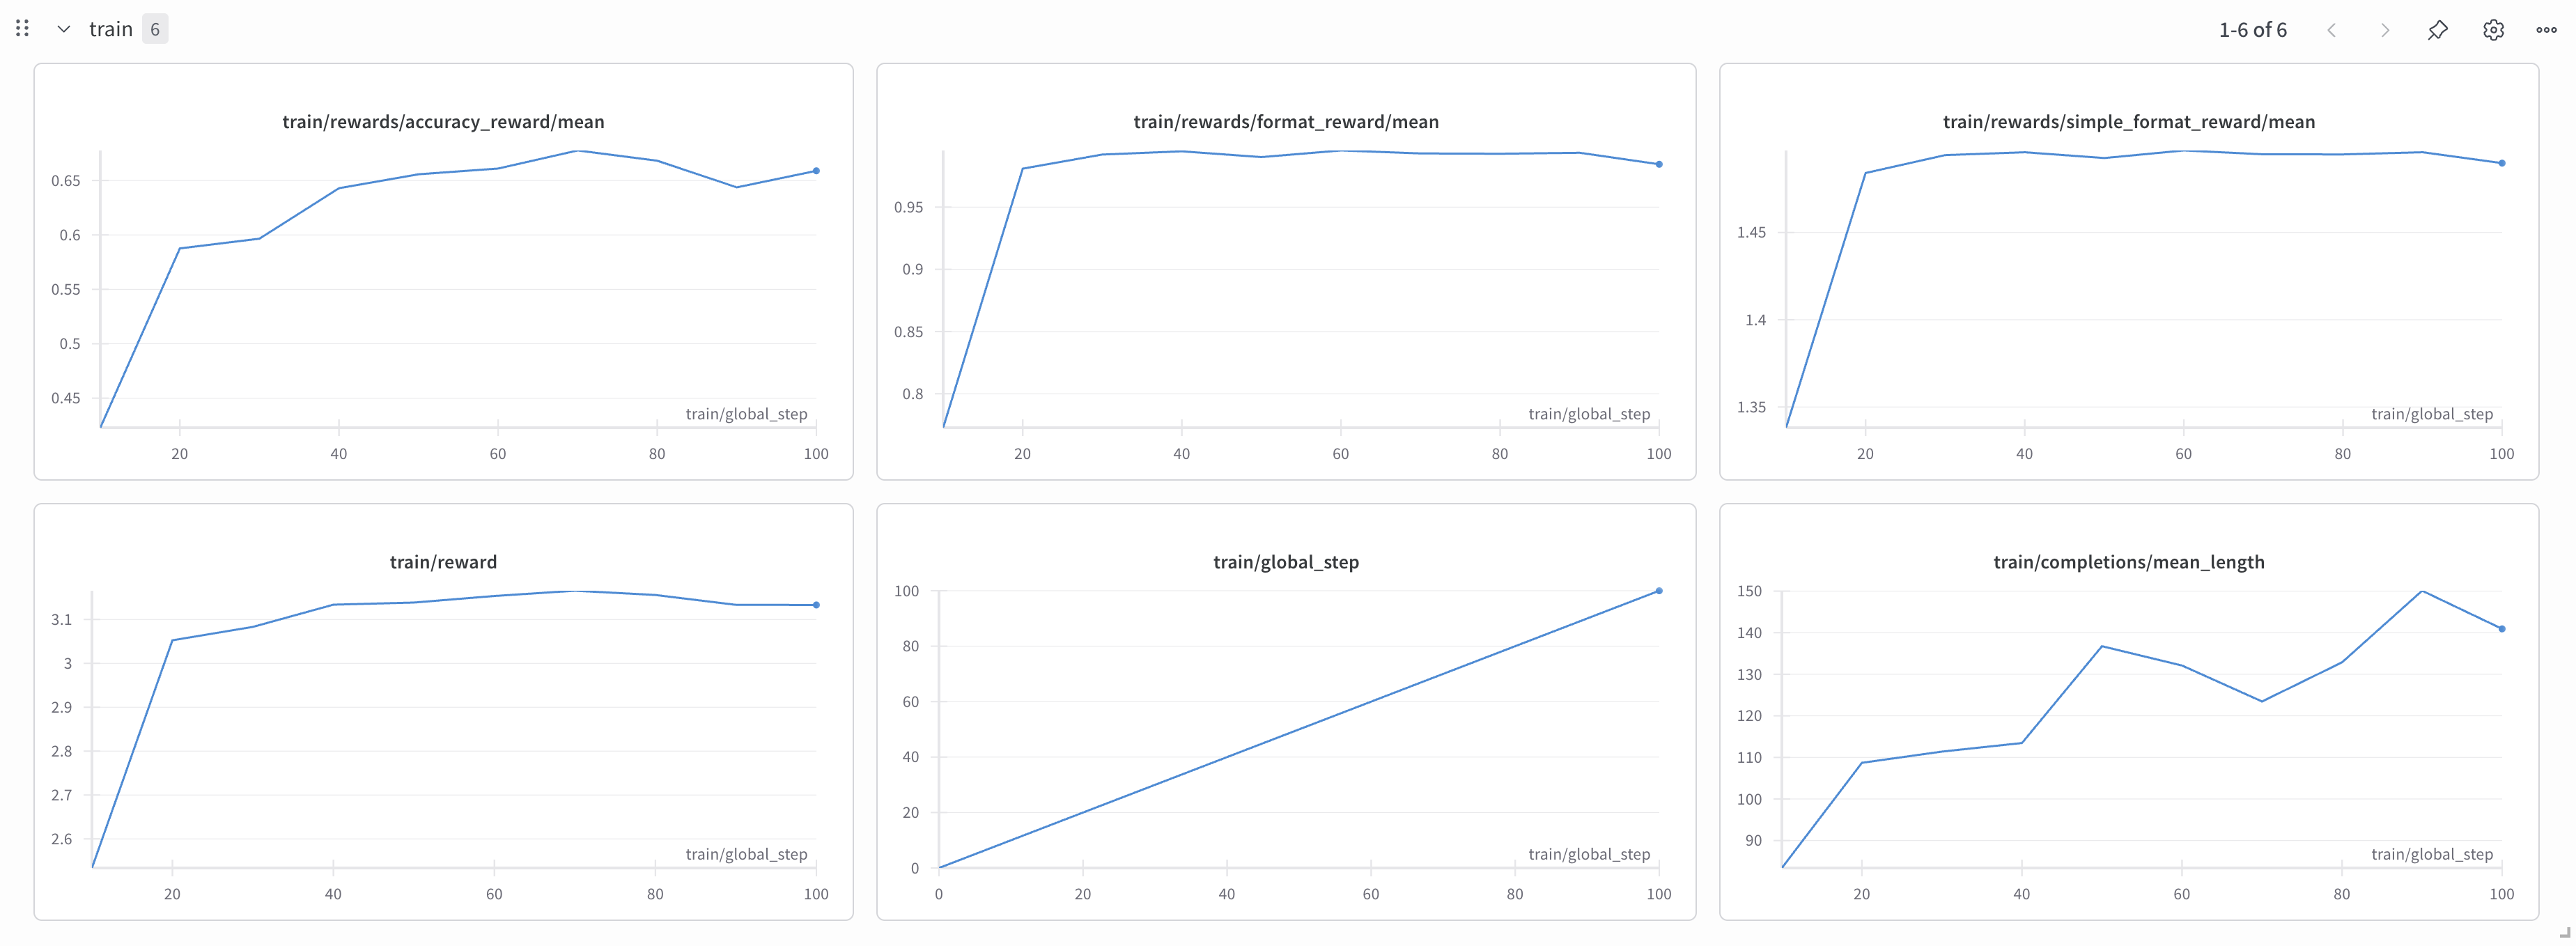 train 6
1-6 of 6
train/rewards/accuracy_reward/mean
0.65
0.6
0.55
0.5
0.45
train/global_step
20 40 60 80 100
train/rewards/format_reward/mean
0.95
0.9
0.85
0.8
train/global_step
20 40 60 80 100
train/rewards/simple_format_reward/mean
1.45
1.4
1.35
train/global_step
20 40 60 80 100
train/reward
3.1
3
2.9
2.8
2.7
2.6
train/global_step
20 40 60 80 100
train/global_step
100
80
60
40
20
0
train/global_step
0 20 40 60 80 100
train/completions/mean_length
150
140
130
120
110
100
90
train/global_step
20 40 60 80 100